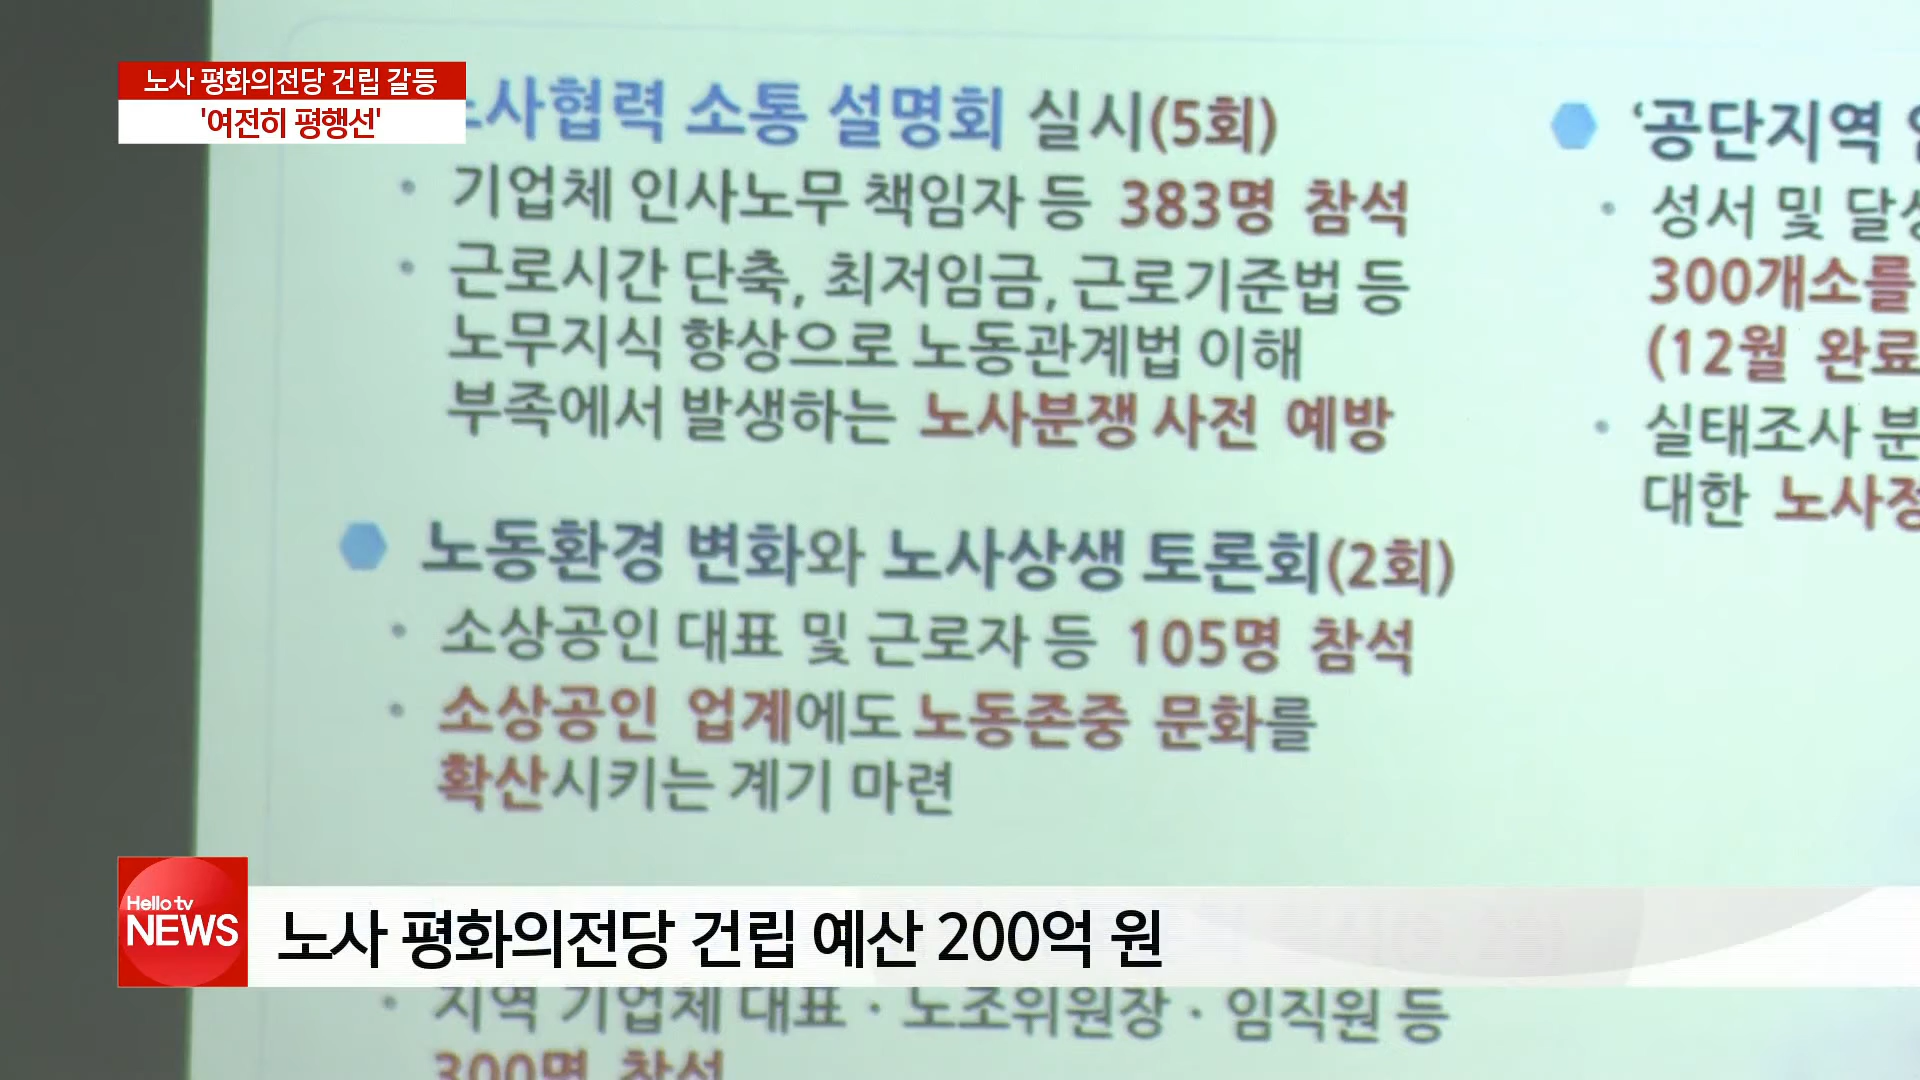 노사 평화의전당 건립 갈등
'여전히 평행선'
노사협력 소통 설명회 실시(5회)
• 기업체 인사노무 책임자 등 383명 참석
• 근로시간 단축, 최저임금, 근로기준법 등
노무지식 향상으로 노동관계법 이해
부족에서 발생하는 노사분쟁 사전 예방
노동환경 변화와 노사상생 토론회(2회)
• 소상공인 대표 및 근로자 등 105명 참석
• 소상공인 업계에도 노동존중 문화를
확산시키는 계기 마련
• 지역 기업체 대표 · 노조위원장 · 임직원 등
300명 참석
'공단지역
• 성서 및
300개소를
(12월 완료
• 실태조사
대한 노사정
Hello tv
NEWS
노사 평화의전당 건립 예산 200억 원